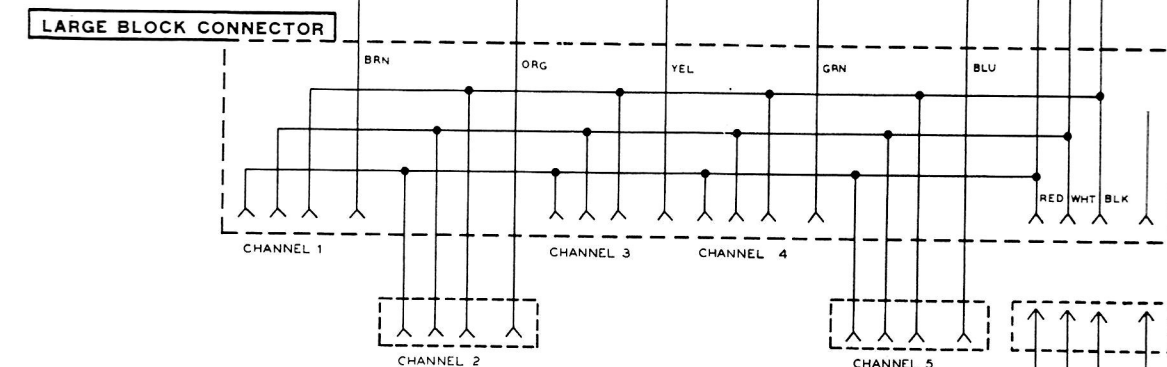 LARGE BLOCK CONNECTOR
BRN
ORG
YEL
GRN
BLU
RED WHT BLK
CHANNEL 1
CHANNEL 3
CHANNEL 4
CHANNEL 2
CHANNEL 5